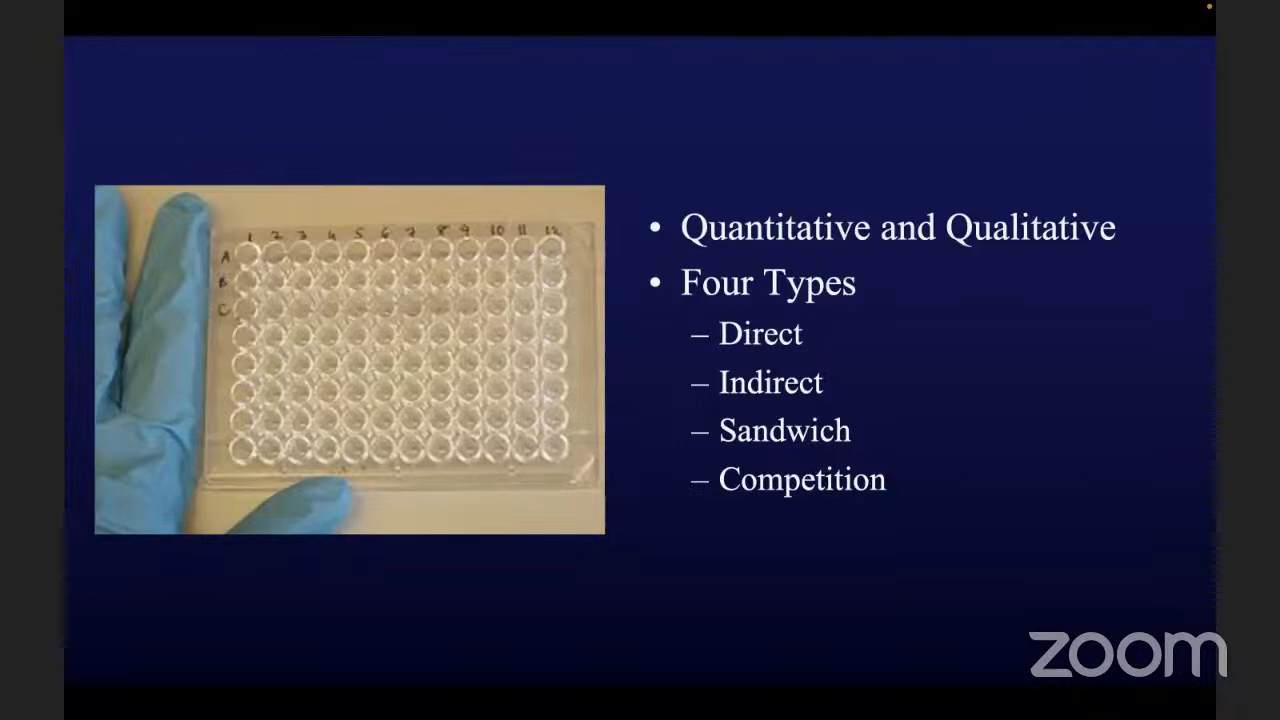 1 2 3 4 5 6 7 8 9 10 11 12
A
B
C
• Quantitative and Qualitative
• Four Types
– Direct
– Indirect
– Sandwich
– Competition
zoom